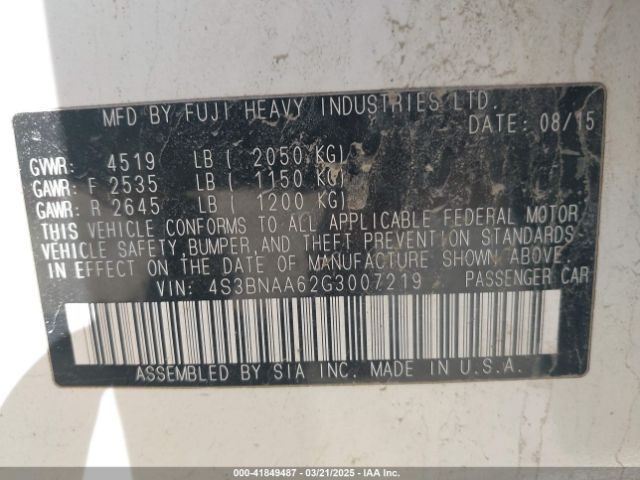 MFD BY FUJI HEAVY INDUSTRIES LTD.
DATE: 08/15
GVWR: 4519 LB ( 2050 KG)
GAWR: F 2535 LB ( 1150 KG)
GAWR: R 2645 LB ( 1200 KG)
THIS VEHICLE CONFORMS TO ALL APPLICABLE FEDERAL MOTOR
VEHICLE SAFETY, BUMPER, AND THEFT PREVENTION STANDARDS
IN EFFECT ON THE DATE OF MANUFACTURE SHOWN ABOVE.
VIN: 4S3BNAA62G3007219 PASSENGER CAR
ASSEMBLED BY SIA INC. MADE IN U.S.A.
000-41849487 - 03/21/2025 - IAA Inc.